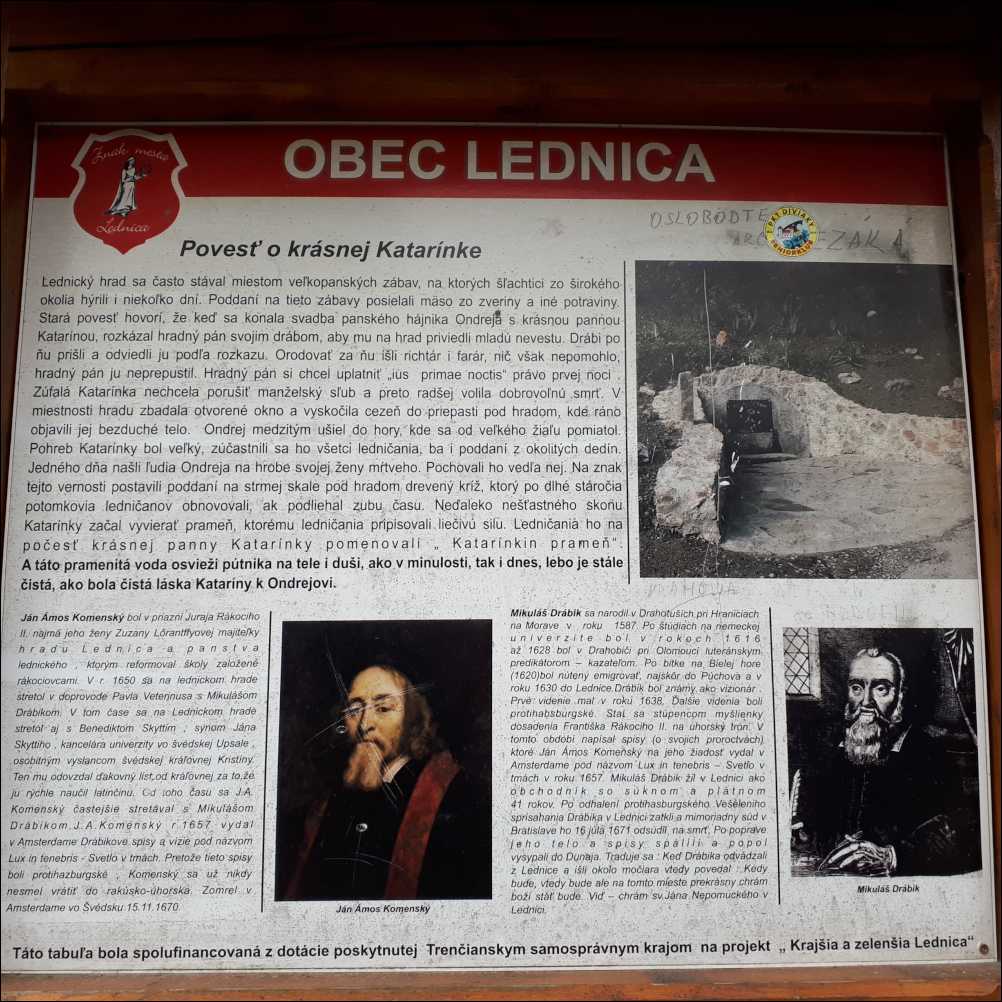 Znak mesta
Lednica
OBEC LEDNICA
OSLOBOĎTE
PKT DIVIAKY
SENIORKLUB
Povesť o krásnej Katarínke
Lednický hrad sa často stával miestom veľkopanských zábav, na ktorých šľachtici zo širokého
okolia hýrili i niekoľko dní. Poddaní na tieto zábavy posielali mäso zo zveriny a iné potraviny.
Stará povesť hovorí, že keď sa konala svadba panského hájnika Ondreja s krásnou pannou
Katarínou, rozkázal hradný pán svojim drábom, aby mu na hrad priviedli mladú nevestu. Drábi po
ňu prišli a odviedli ju podľa rozkazu. Orodovať za ňu išli richtár i farár, nič však nepomohlo,
hradný pán ju neprepustil. Hradný pán si chcel uplatniť „ius primae noctis“ právo prvej noci .
Zúfalá Katarínka nechcela porušiť manželský sľub a preto radšej volila dobrovoľnú smrť. V
miestnosti hradu zbadala otvorené okno a vyskočila cezeň do priepasti pod hradom, kde ráno
objavili jej bezduché telo. Ondrej medzitým ušiel do hory, kde sa od veľkého žiaľu pomiatol.
Pohreb Katarínky bol veľký, zúčastnili sa ho všetci ledničania, ba i poddaní z okolitých dedín.
Jedného dňa našli ľudia Ondreja na hrobe svojej ženy mŕtveho. Pochovali ho vedľa nej. Na znak
tejto vernosti postavili poddaní na strmej skale pod hradom drevený kríž, ktorý po dlhé stáročia
potomkovia ledničanov obnovovali, ak podliehal zubu času. Neďaleko nešťastného skonu
Katarínky začal vyvierať prameň, ktorému ledničania pripisovali liečivú silu. Ledničania ho na
počesť krásnej panny Katarínky pomenovali „ Katarínkin prameň“.
A táto pramenitá voda osvieži pútnika na tele i duši, ako v minulosti, tak i dnes, lebo je stále
čistá, ako bola čistá láska Kataríny k Ondrejovi.
Ján Ámos Komenský bol v priazni Juraja Rákociho
II. najmä jeho ženy Zuzany Lórantffyovej majiteľky
hradu Lednica a panstva
lednického , ktorým reformoval školy založené
rákociovcami. V r. 1650 sa na lednickom hrade
stretol v doprovode Pavla Veterínusa s Mikulášom
Drábikom. V tom čase sa na Lednickom hrade
stretol aj s Benediktom Skyttim , synom Jána
Skyttiho , kancelára univerzity vo švédskej Upsale ,
osobitným vyslancom švédskej kráľovnej Kristíny.
Ten mu odovzdal ďakovný list od kráľovnej za to že
ju rýchle naučil latinčinu. Od toho času sa J.A.
Komenský častejšie stretával s Mikulášom
Drábikom.J.A.Komenský r.1657 vydal
v Amsterdame Drábikove spisy a vízie pod názvom
Lux in tenebris - Svetlo v tmách. Pretože tieto spisy
boli protihazburgské , Komenský sa už nikdy
nesmel vrátiť do rakúsko-uhorska. Zomrel v
Amsterdame vo Švédsku 15.11.1670.
Ján Ámos Komenský
Mikuláš Drábik sa narodil v Drahotušich pri Hraniciach
na Morave v roku 1587. Po štúdiach na nemeckej
univerzite bol v rokoch 1616
až 1628 bol v Drahobiči pri Olomouci luteránskym
predikátorom – kazateľom. Po bitke na Bielej hore
(1620)bol nútený emigrovať, najskôr do Púchova a v
roku 1630 do Lednice.Drábik bol známy ako vizionár .
Prvé videnie mal v roku 1638. Ďalšie videnia boli
protihabsburgské. Stal sa stúpencom myšlienky
dosadenia Františka Rákociho II. na uhorský trón. V
tomto období napísal spisy (o svojich proroctvách)
ktoré Ján Ámos Komenský na jeho žiadosť vydal v
Amsterdame pod názvom Lux in tenebris – Svetlo v
tmách v roku 1657. Mikuláš Drábik žil v Lednici ako
obchodník so súknom a plátnom
41 rokov. Po odhalení protihasburgského Vešeléniho
sprisahania Drábika v Lednici zatkli a mimoriadny súd v
Bratislave ho 16 júla 1671 odsúdil na smrť. Po poprave
jeho telo a spisy spálili a popol
vysypali do Dunaja. Traduje sa : Keď Drábika odvádzali
z Lednice a išli okolo močiara vtedy povedal : Kedy
bude, vtedy bude ale na tomto mieste prekrásny chrám
boží stáť bude. Viď – chrám sv.Jána Nepomuckého v
Lednici.
Mikuláš Drábik
Táto tabuľa bola spolufinancovaná z dotácie poskytnutej Trenčianskym samosprávnym krajom na projekt „ Krajšia a zelenšia Lednica“